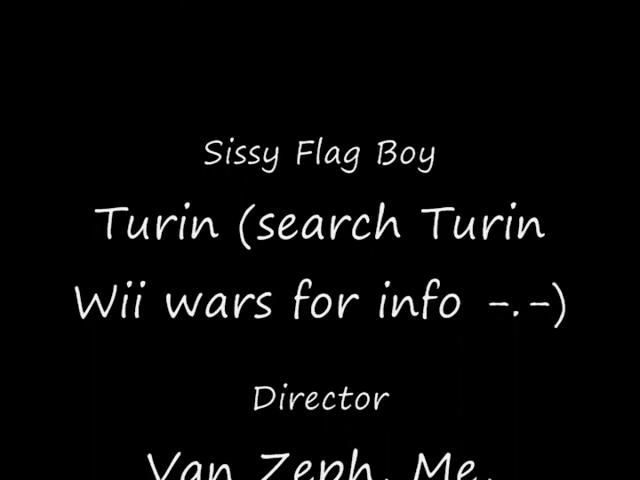 Sissy Flag Boy
Turin (search Turin
Wii wars for info -.-)
Director
Van Zeph. Me.